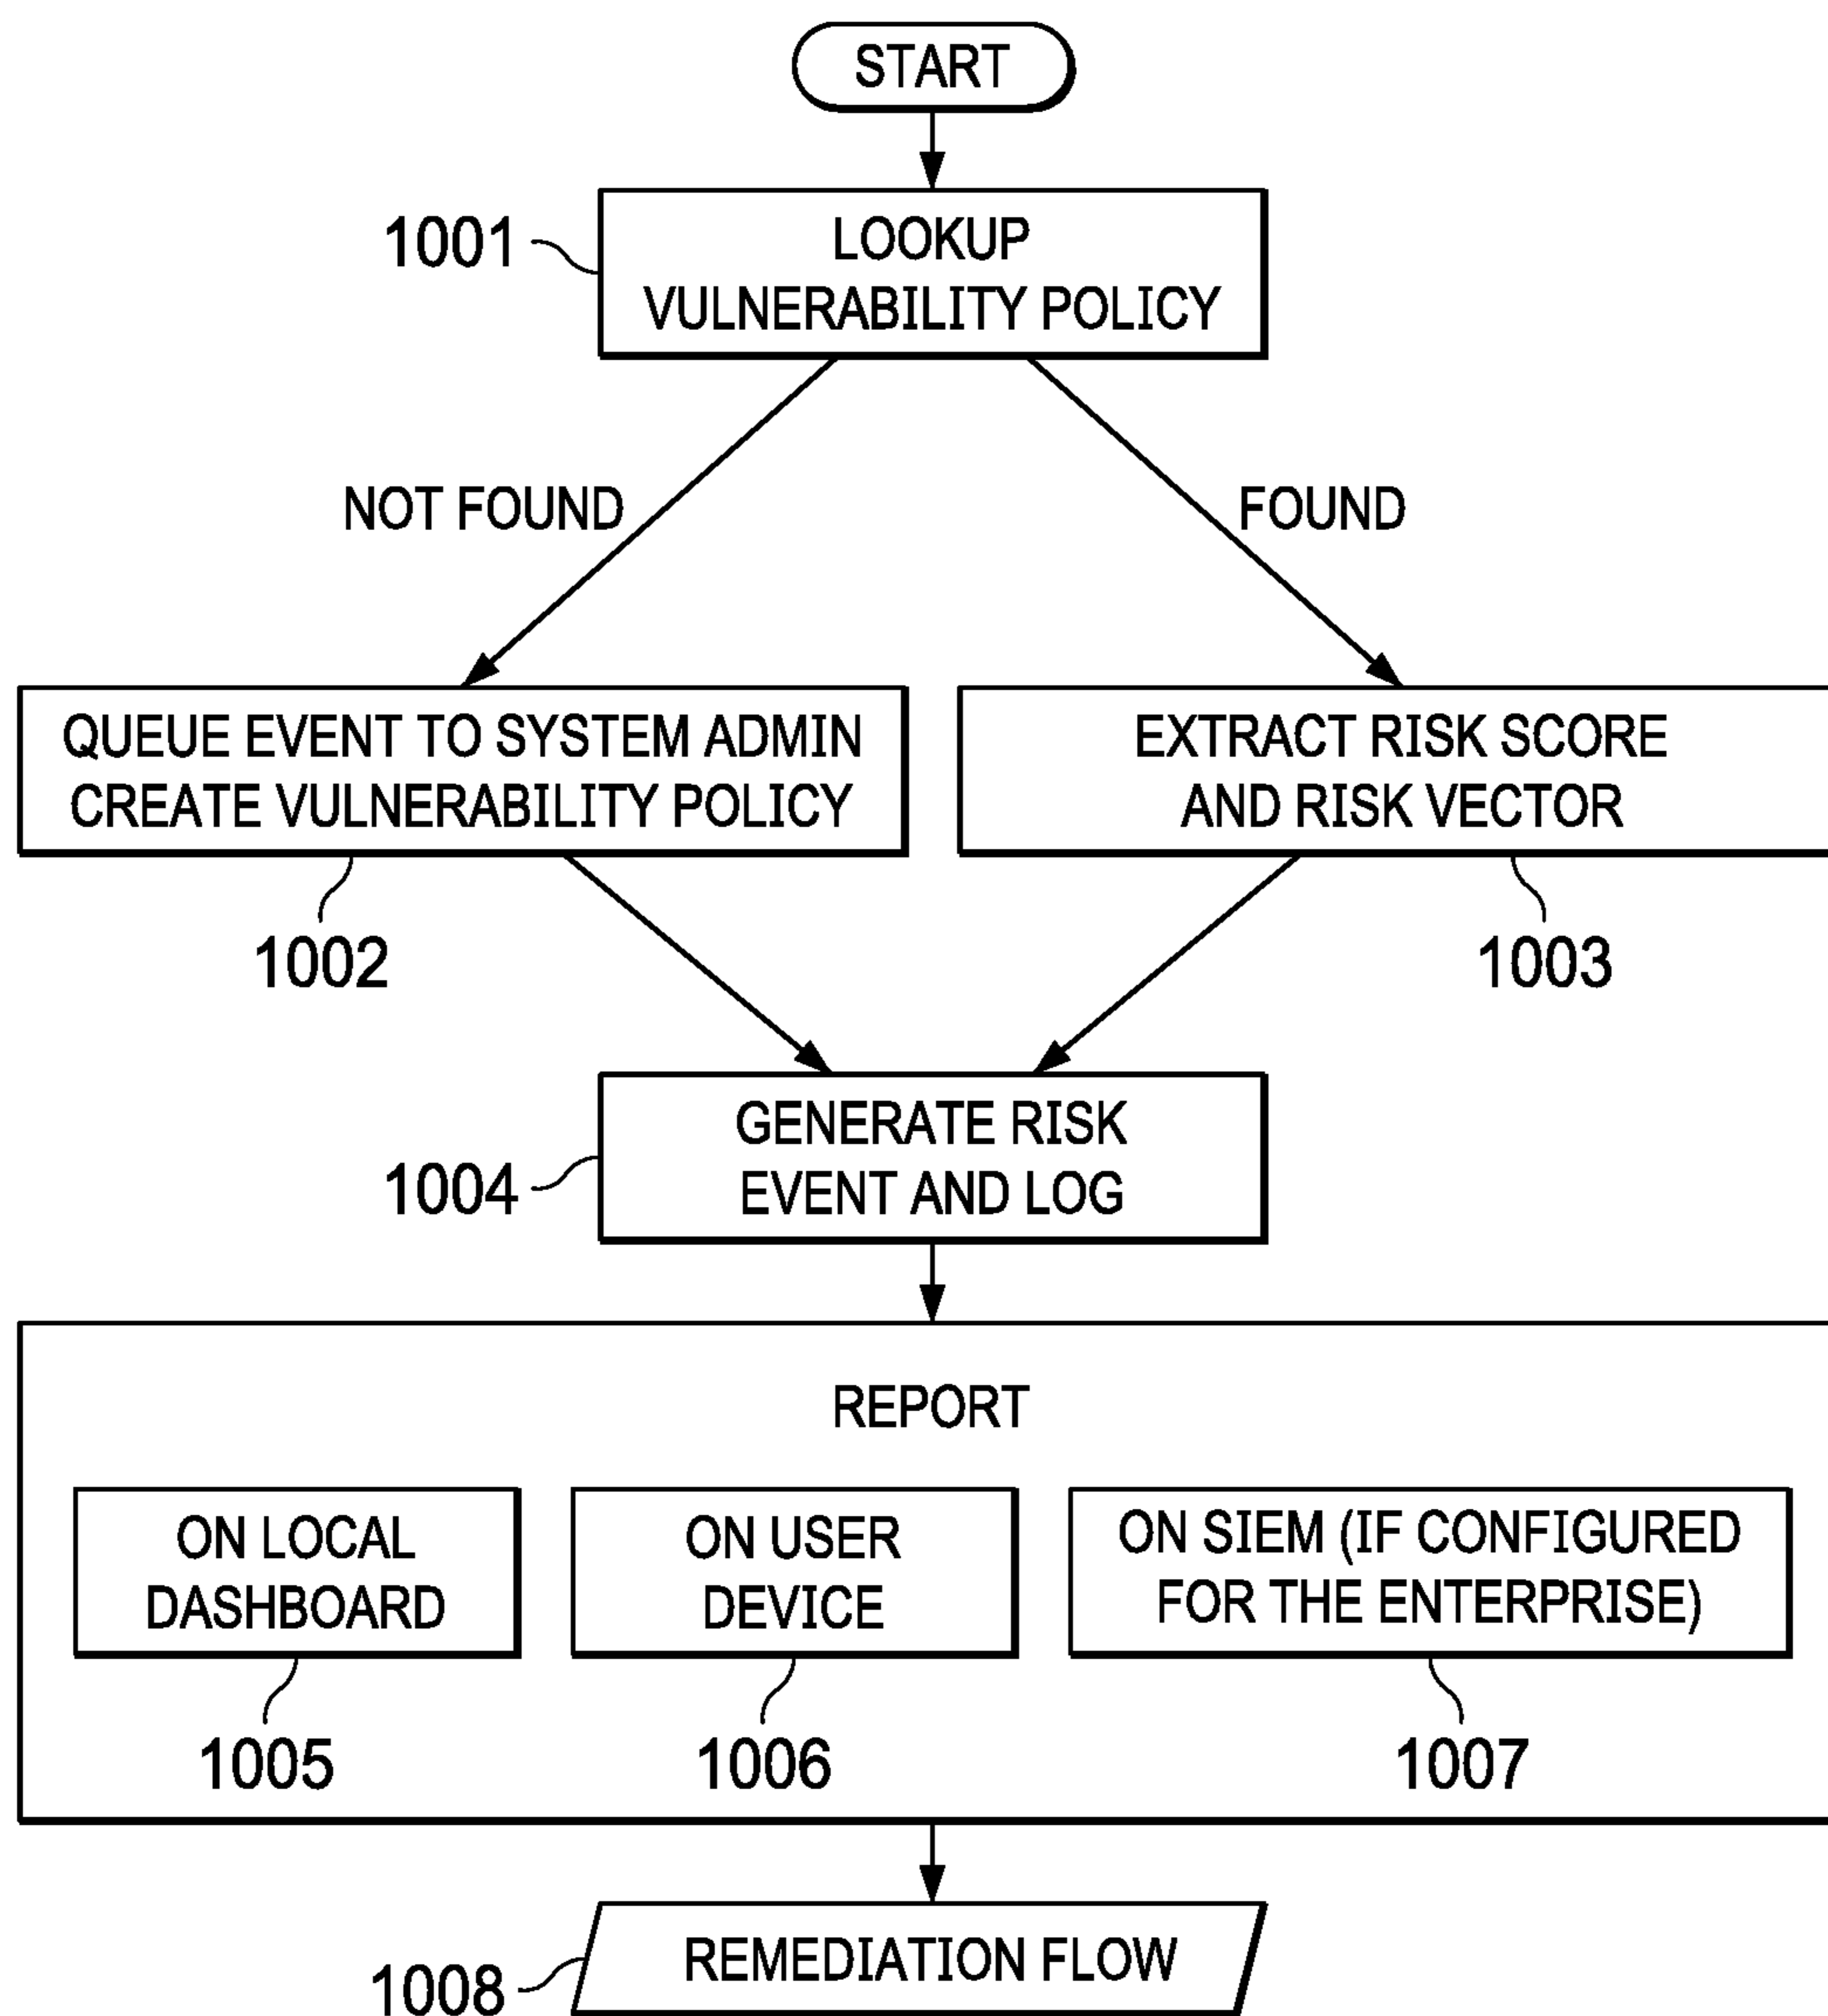 START
1001
LOOKUP
VULNERABILITY POLICY
NOT FOUND
FOUND
QUEUE EVENT TO SYSTEM ADMIN
CREATE VULNERABILITY POLICY
EXTRACT RISK SCORE
AND RISK VECTOR
1002
1003
GENERATE RISK
EVENT AND LOG
1004
REPORT
ON LOCAL
DASHBOARD
ON USER
DEVICE
ON SIEM (IF CONFIGURED
FOR THE ENTERPRISE)
1005
1006
1007
REMEDIATION FLOW
1008